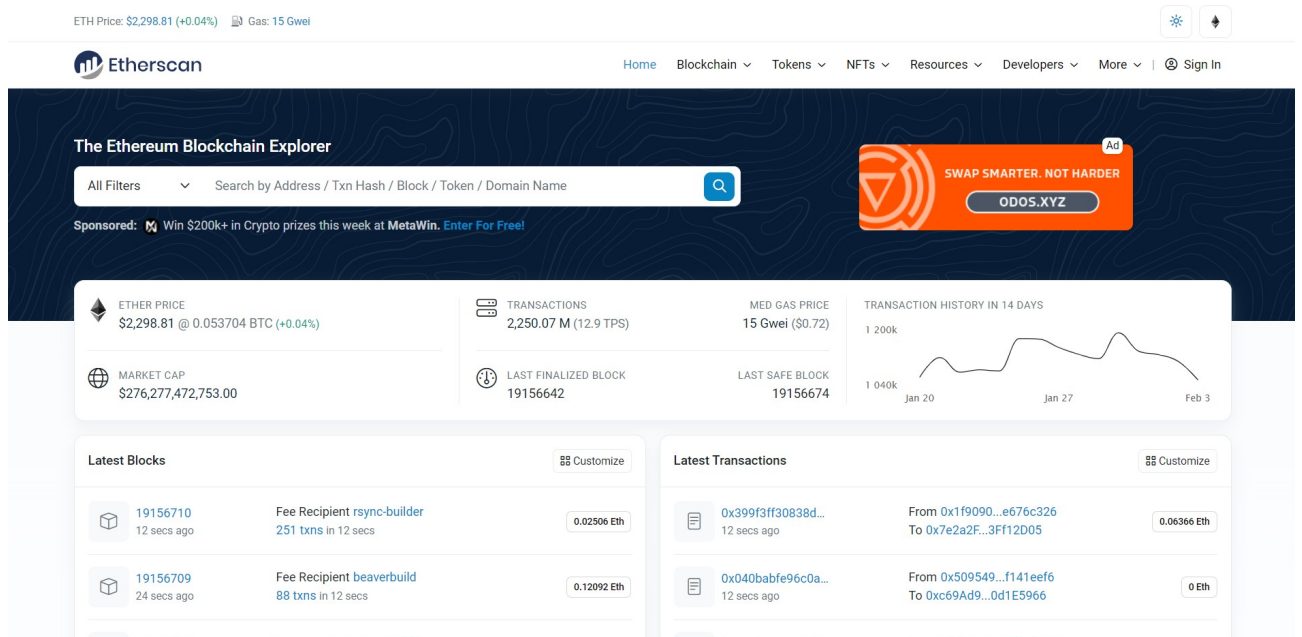 ETH Price: $2,298.81 (+0.04%) Gas: 15 Gwei
Etherscan
Home Blockchain Tokens NFTs Resources Developers More | Sign In
The Ethereum Blockchain Explorer
All Filters Search by Address / Txn Hash / Block / Token / Domain Name
Sponsored: Win $200k+ in Crypto prizes this week at MetaWin. Enter For Free!
Ad
SWAP SMARTER. NOT HARDER
ODOS.XYZ
ETHER PRICE
$2,298.81 @ 0.053704 BTC (+0.04%)
MARKET CAP
$276,277,472,753.00
TRANSACTIONS
2,250.07 M (12.9 TPS)
MED GAS PRICE
15 Gwei ($0.72)
LAST FINALIZED BLOCK
19156642
LAST SAFE BLOCK
19156674
TRANSACTION HISTORY IN 14 DAYS
1 200k
1 040k
Jan 20 Jan 27 Feb 3
Latest Blocks
Customize
19156710
12 secs ago
Fee Recipient rsync-builder
251 txns in 12 secs
0.02506 Eth
19156709
24 secs ago
Fee Recipient beaverbuild
88 txns in 12 secs
0.12092 Eth
Latest Transactions
Customize
0x399f3ff30838d...
12 secs ago
From 0x1f9090...e676c326
To 0x7e2a2F...3Ff12D05
0.06366 Eth
0x040babfe96c0a...
12 secs ago
From 0x509549...f141eef6
To 0xc69Ad9...0d1E5966
0 Eth